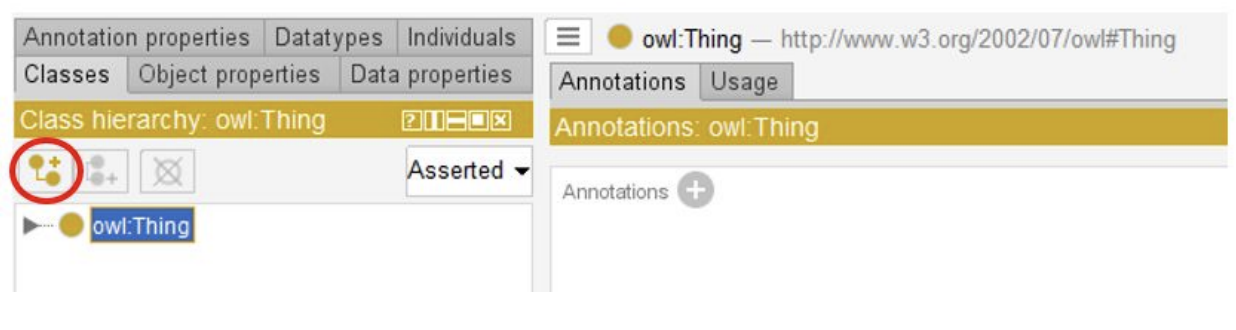 Annotation properties Datatypes Individuals
Classes Object properties Data properties
Class hierarchy: owl:Thing
Asserted
owl:Thing
owl:Thing — http://www.w3.org/2002/07/owl#Thing
Annotations Usage
Annotations: owl:Thing
Annotations